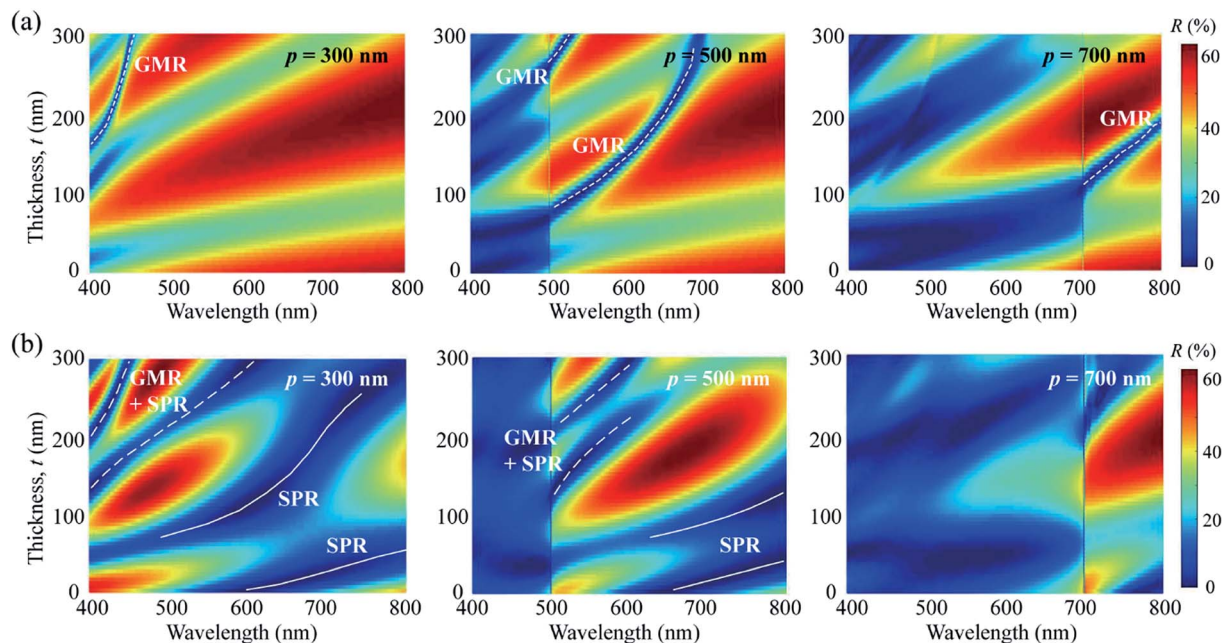 (a)
R (%)
300
200
100
0
Thickness, t (nm)
GMR
p = 300 nm
400 500 600 700 800
Wavelength (nm)
300
200
100
0
GMR
p = 500 nm
GMR
400 500 600 700 800
Wavelength (nm)
300
200
100
0
p = 700 nm
GMR
400 500 600 700 800
Wavelength (nm)
60
40
20
0
(b)
R (%)
300
200
100
0
Thickness, t (nm)
GMR
+ SPR
p = 300 nm
SPR
SPR
400 500 600 700 800
Wavelength (nm)
300
200
100
0
p = 500 nm
GMR
+ SPR
SPR
400 500 600 700 800
Wavelength (nm)
300
200
100
0
p = 700 nm
400 500 600 700 800
Wavelength (nm)
60
40
20
0